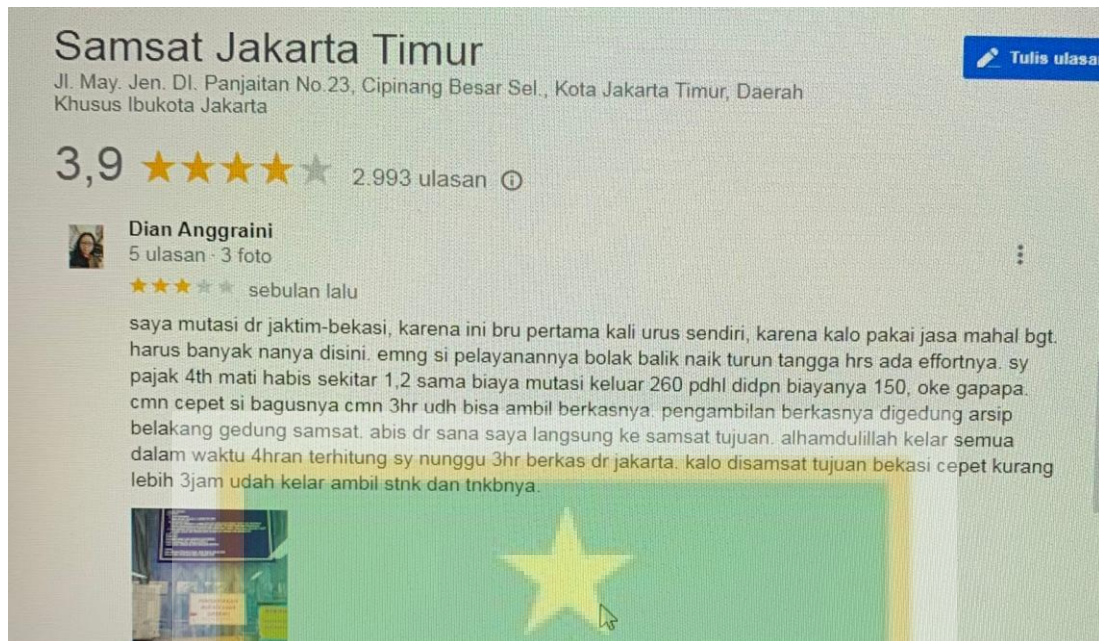 Samsat Jakarta Timur
Tulis ulasan
Jl. May. Jen. DI. Panjaitan No.23, Cipinang Besar Sel., Kota Jakarta Timur, Daerah
Khusus Ibukota Jakarta
3,9
2.993 ulasan
Dian Anggraini
5 ulasan · 3 foto
sebulan lalu
saya mutasi dr jaktim-bekasi, karena ini bru pertama kali urus sendiri, karena kalo pakai jasa mahal bgt.
harus banyak nanya disini. emng si pelayanannya bolak balik naik turun tangga hrs ada effortnya. sy
pajak 4th mati habis sekitar 1,2 sama biaya mutasi keluar 260 pdhl didpn biayanya 150, oke gapapa.
cmn cepet si bagusnya cmn 3hr udh bisa ambil berkasnya. pengambilan berkasnya digedung arsip
belakang gedung samsat. abis dr sana saya langsung ke samsat tujuan. alhamdulillah kelar semua
dalam waktu 4hran terhitung sy nunggu 3hr berkas dr jakarta. kalo disamsat tujuan bekasi cepet kurang
lebih 3jam udah kelar ambil stnk dan tnkbnya.